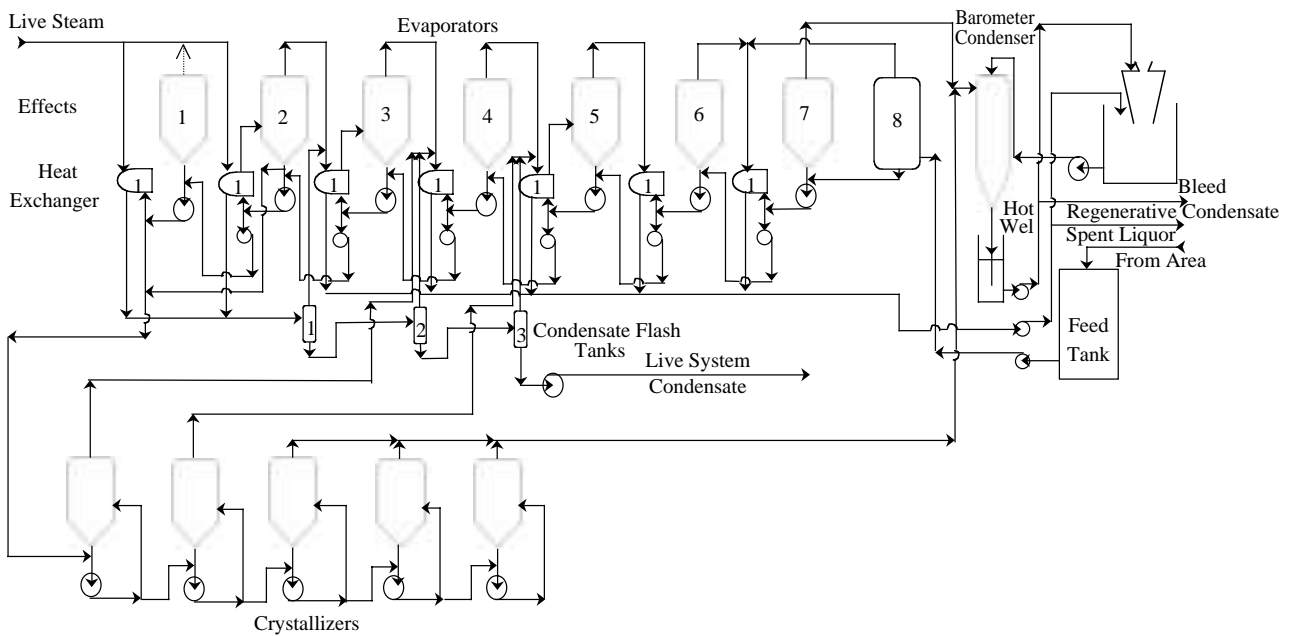 Live Steam
Evaporators
Barometer
Condenser
Effects
1
2
3
4
5
6
7
8
Heat
Exchanger
1
1
1
1
1
1
1
Hot
Wel
Bleed
Regenerative Condensate
Spent Liquor
From Area
1
2
3
Condensate Flash
Tanks
Feed
Tank
Live System
Condensate
Crystallizers